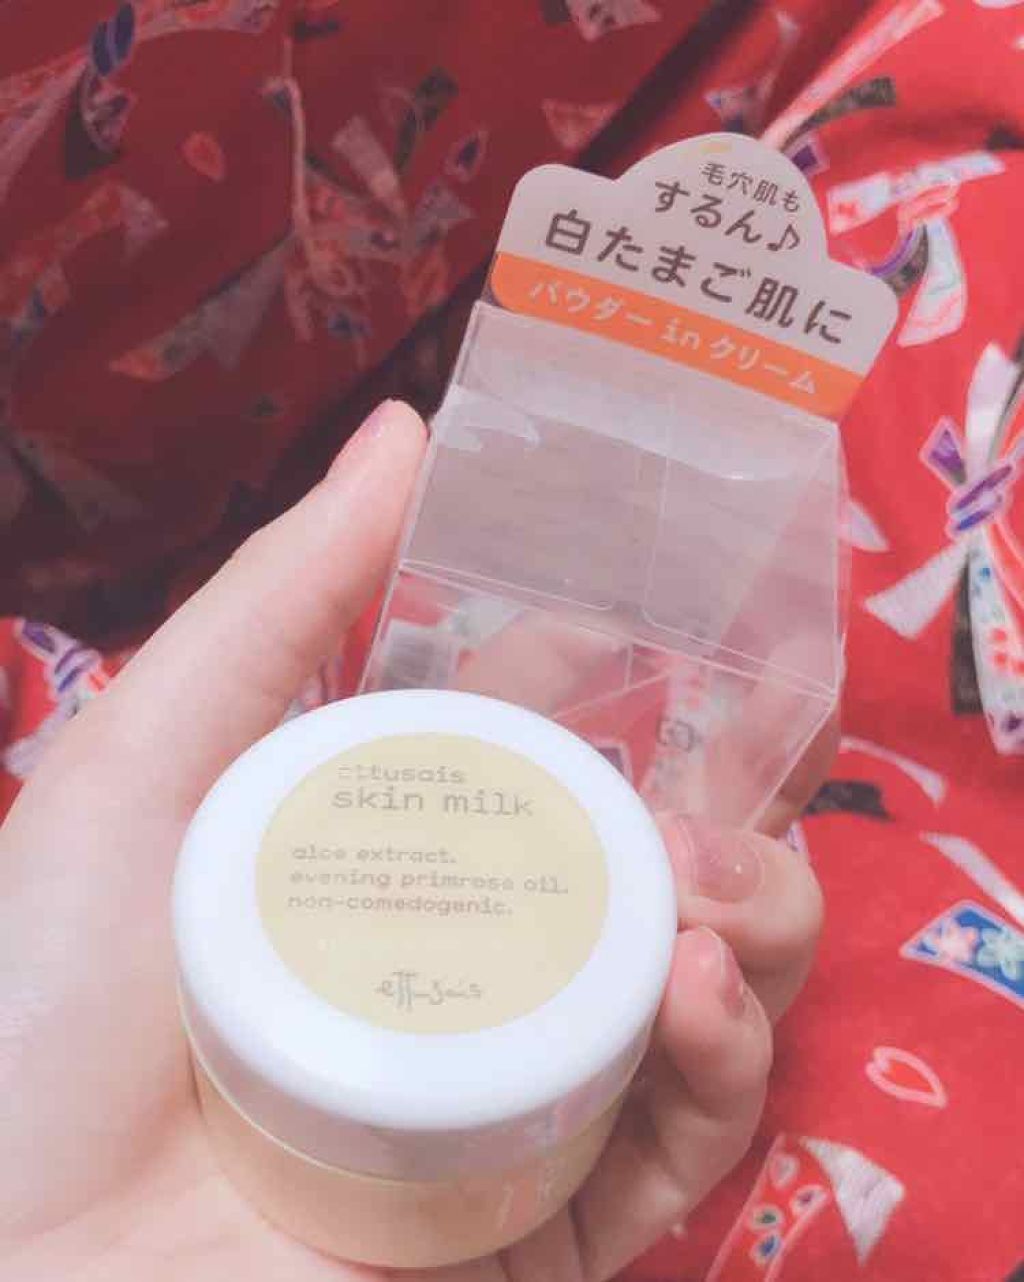 毛穴肌も
するん♪
白たまご肌に
パウダー in クリーム
ettusais
skin milk
aloe extract.
evening primrose oil.
non-comedogenic.
ettusais